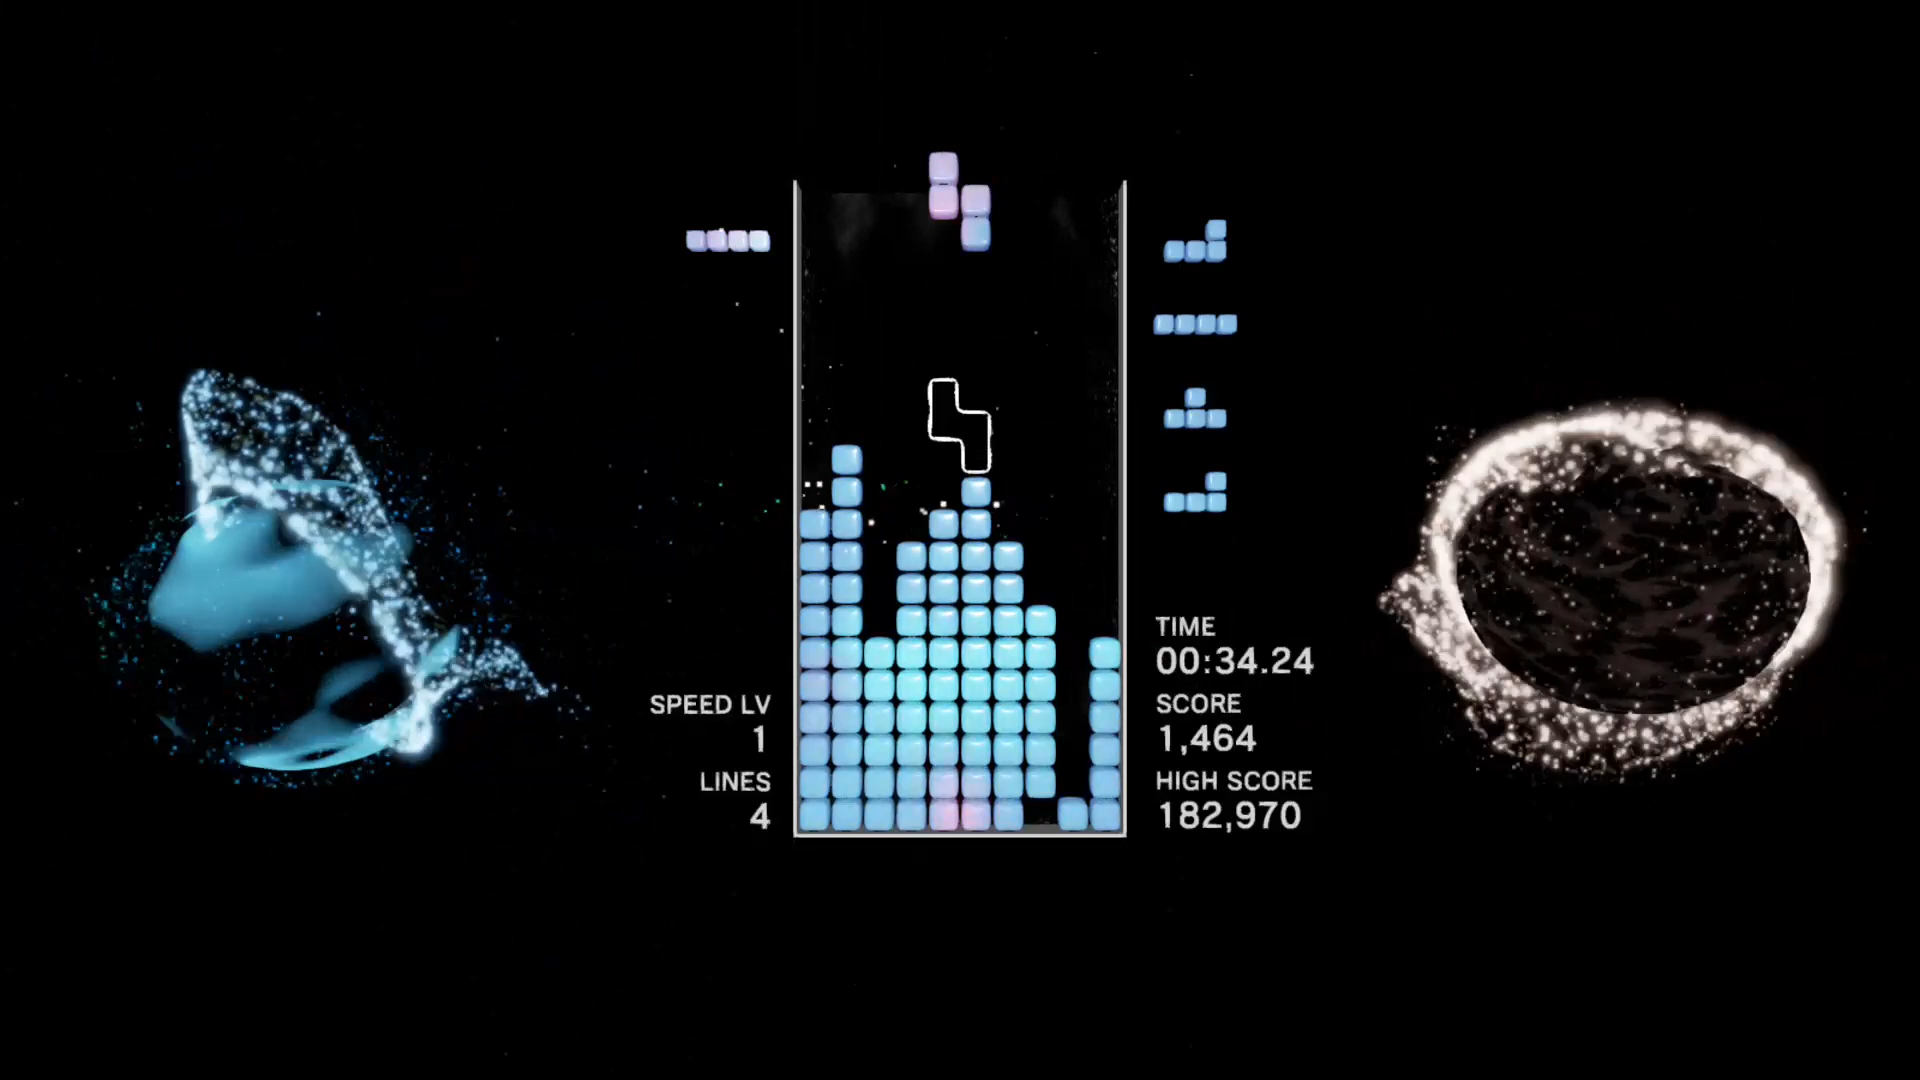 SPEED LV
1
LINES
4
TIME
00:34.24
SCORE
1,464
HIGH SCORE
182,970